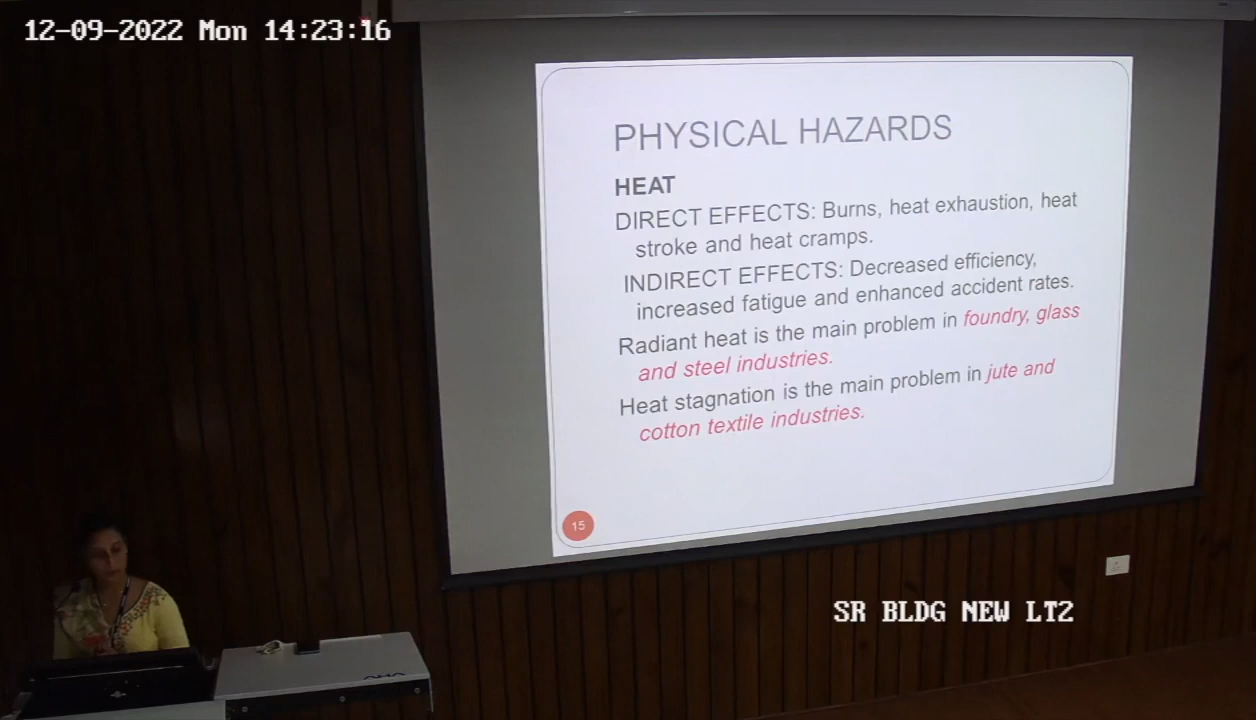 12-09-2022 Mon 14:23:16
PHYSICAL HAZARDS
HEAT
DIRECT EFFECTS: Burns, heat exhaustion, heat
stroke and heat cramps.
INDIRECT EFFECTS: Decreased efficiency,
increased fatigue and enhanced accident rates.
Radiant heat is the main problem in foundry, glass
and steel industries.
Heat stagnation is the main problem in jute and
cotton textile industries.
15
SR BLDG NEW LT2